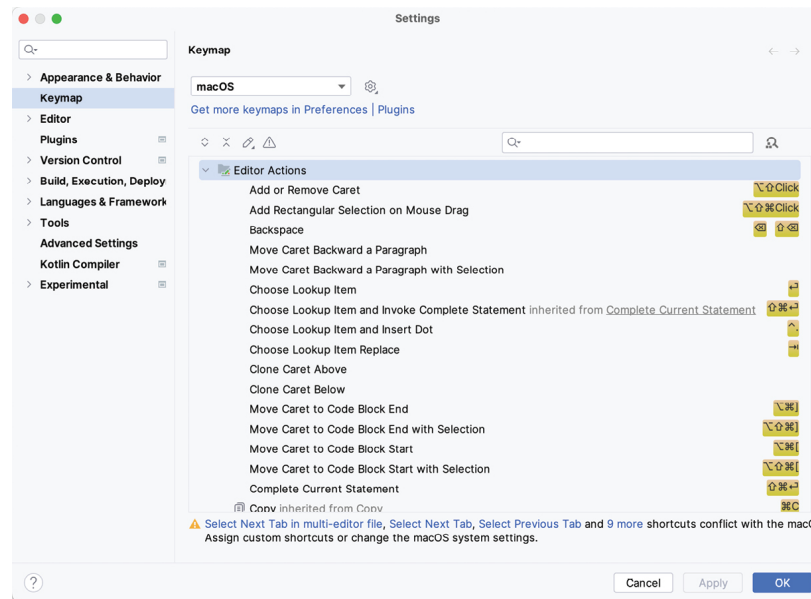 Settings
Appearance & Behavior
Keymap
Editor
Plugins
Version Control
Build, Execution, Deploy
Languages & Framework
Tools
Advanced Settings
Kotlin Compiler
Experimental
Keymap
macOS
Get more keymaps in Preferences | Plugins
Editor Actions
Add or Remove Caret ⌥⇧Click
Add Rectangular Selection on Mouse Drag ⌥⇧⌘Click
Backspace ⌫ ⇧⌫
Move Caret Backward a Paragraph
Move Caret Backward a Paragraph with Selection
Choose Lookup Item ↩
Choose Lookup Item and Invoke Complete Statement inherited from Complete Current Statement ⇧⌘↩
Choose Lookup Item and Insert Dot ^.
Choose Lookup Item Replace ⇥
Clone Caret Above
Clone Caret Below
Move Caret to Code Block End ⌥⌘]
Move Caret to Code Block End with Selection ⌥⇧⌘]
Move Caret to Code Block Start ⌥⌘[
Move Caret to Code Block Start with Selection ⌥⇧⌘[
Complete Current Statement ⇧⌘↩
Copy inherited from Copy ⌘C
Select Next Tab in multi-editor file, Select Next Tab, Select Previous Tab and 9 more shortcuts conflict with the macO
Assign custom shortcuts or change the macOS system settings.
?
Cancel
Apply
OK